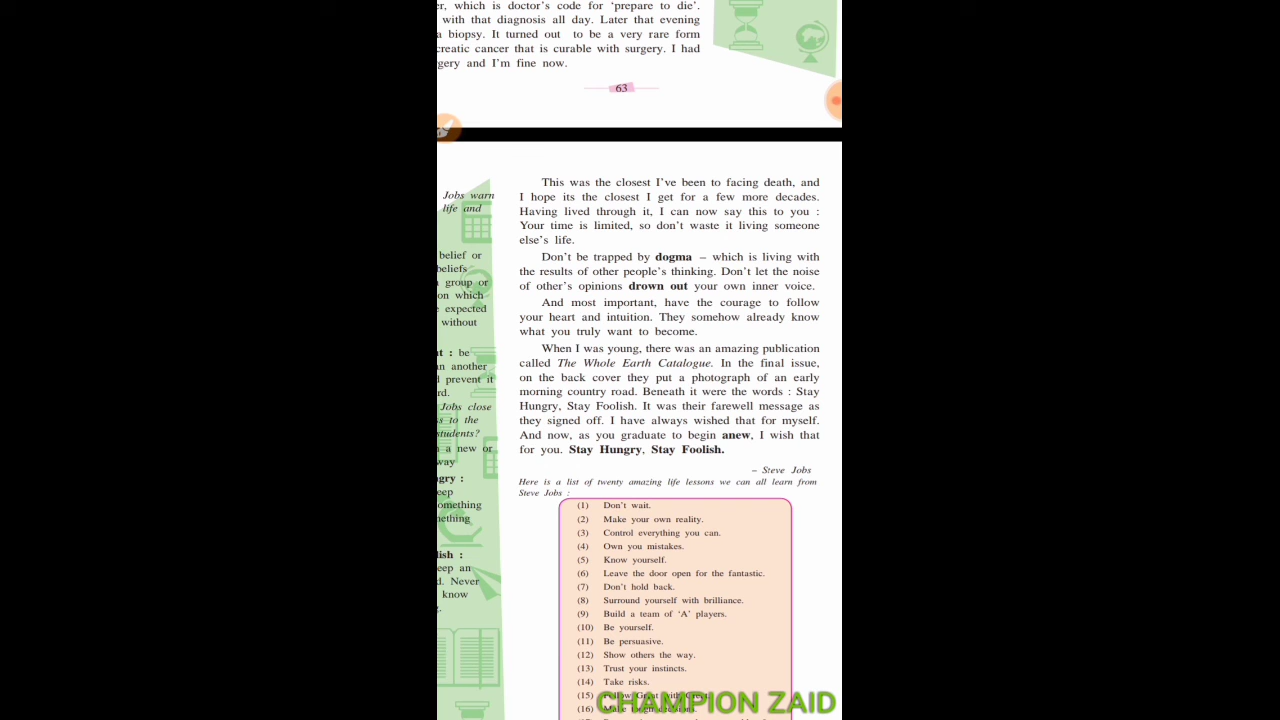 er, which is doctor's code for 'prepare to die'.
with that diagnosis all day. Later that evening
a biopsy. It turned out to be a very rare form
creatic cancer that is curable with surgery. I had
gery and I'm fine now.
63
Jobs warn
life and
belief or
beliefs
group or
on which
expected
without
be
an another
prevent it
rd.
Jobs close
ss to the
students?
a new or
way
gry :
eep
omething
mething
lish :
eep an
d. Never
know
g.
This was the closest I've been to facing death, and
I hope its the closest I get for a few more decades.
Having lived through it, I can now say this to you :
Your time is limited, so don't waste it living someone
else's life.
Don't be trapped by dogma – which is living with
the results of other people's thinking. Don't let the noise
of other's opinions drown out your own inner voice.
And most important, have the courage to follow
your heart and intuition. They somehow already know
what you truly want to become.
When I was young, there was an amazing publication
called The Whole Earth Catalogue. In the final issue,
on the back cover they put a photograph of an early
morning country road. Beneath it were the words : Stay
Hungry, Stay Foolish. It was their farewell message as
they signed off. I have always wished that for myself.
And now, as you graduate to begin anew, I wish that
for you. Stay Hungry, Stay Foolish.
– Steve Jobs
Here is a list of twenty amazing life lessons we can all learn from
Steve Jobs :
(1) Don't wait.
(2) Make your own reality.
(3) Control everything you can.
(4) Own you mistakes.
(5) Know yourself.
(6) Leave the door open for the fantastic.
(7) Don't hold back.
(8) Surround yourself with brilliance.
(9) Build a team of 'A' players.
(10) Be yourself.
(11) Be persuasive.
(12) Show others the way.
(13) Trust your instincts.
(14) Take risks.
(15) Follow Great with Great.
(16) Make tough decisions.
CHAMPION ZAID